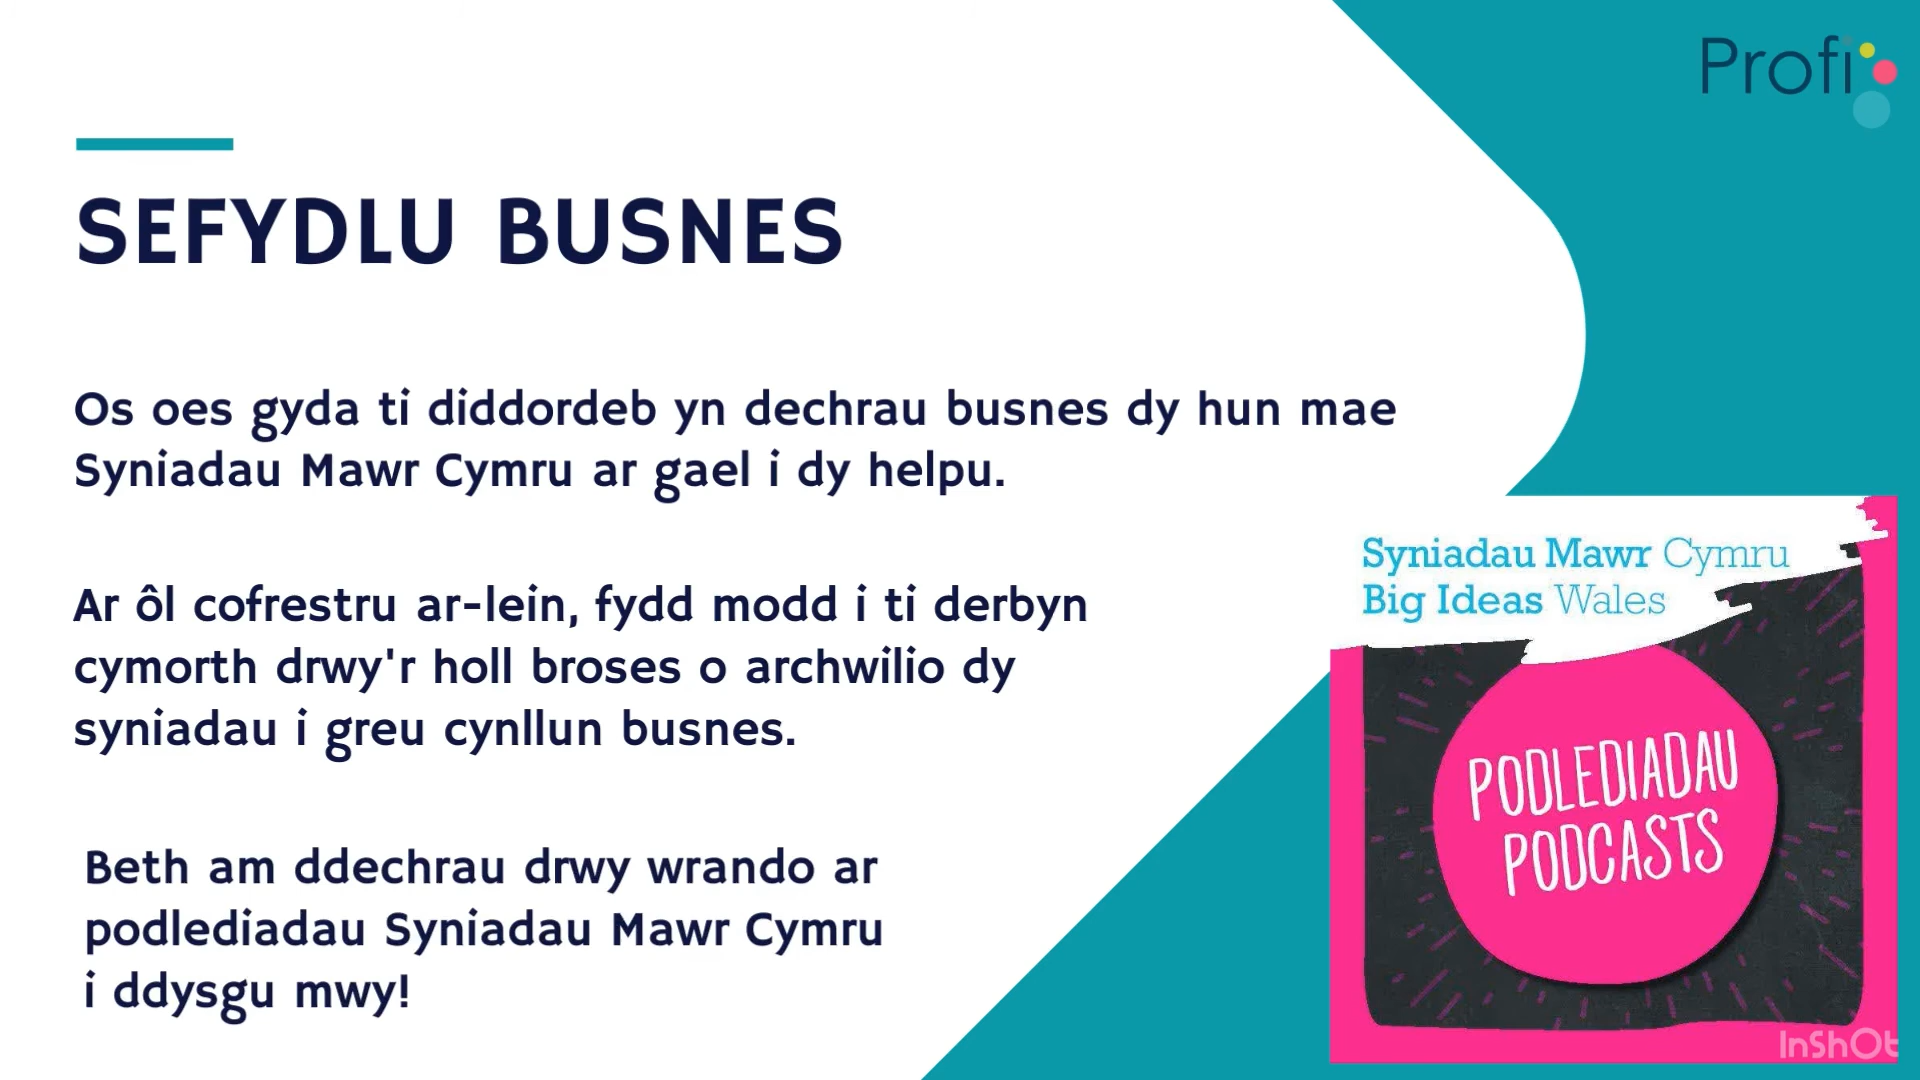 Profi
SEFYDLU BUSNES
Os oes gyda ti diddordeb yn dechrau busnes dy hun mae
Syniadau Mawr Cymru ar gael i dy helpu.
Ar ôl cofrestru ar-lein, fydd modd i ti derbyn
cymorth drwy'r holl broses o archwilio dy
syniadau i greu cynllun busnes.
Beth am ddechrau drwy wrando ar
podlediadau Syniadau Mawr Cymru
i ddysgu mwy!
Syniadau Mawr Cymru
Big Ideas Wales
PODLEDIADAU
PODCASTS
InShOt